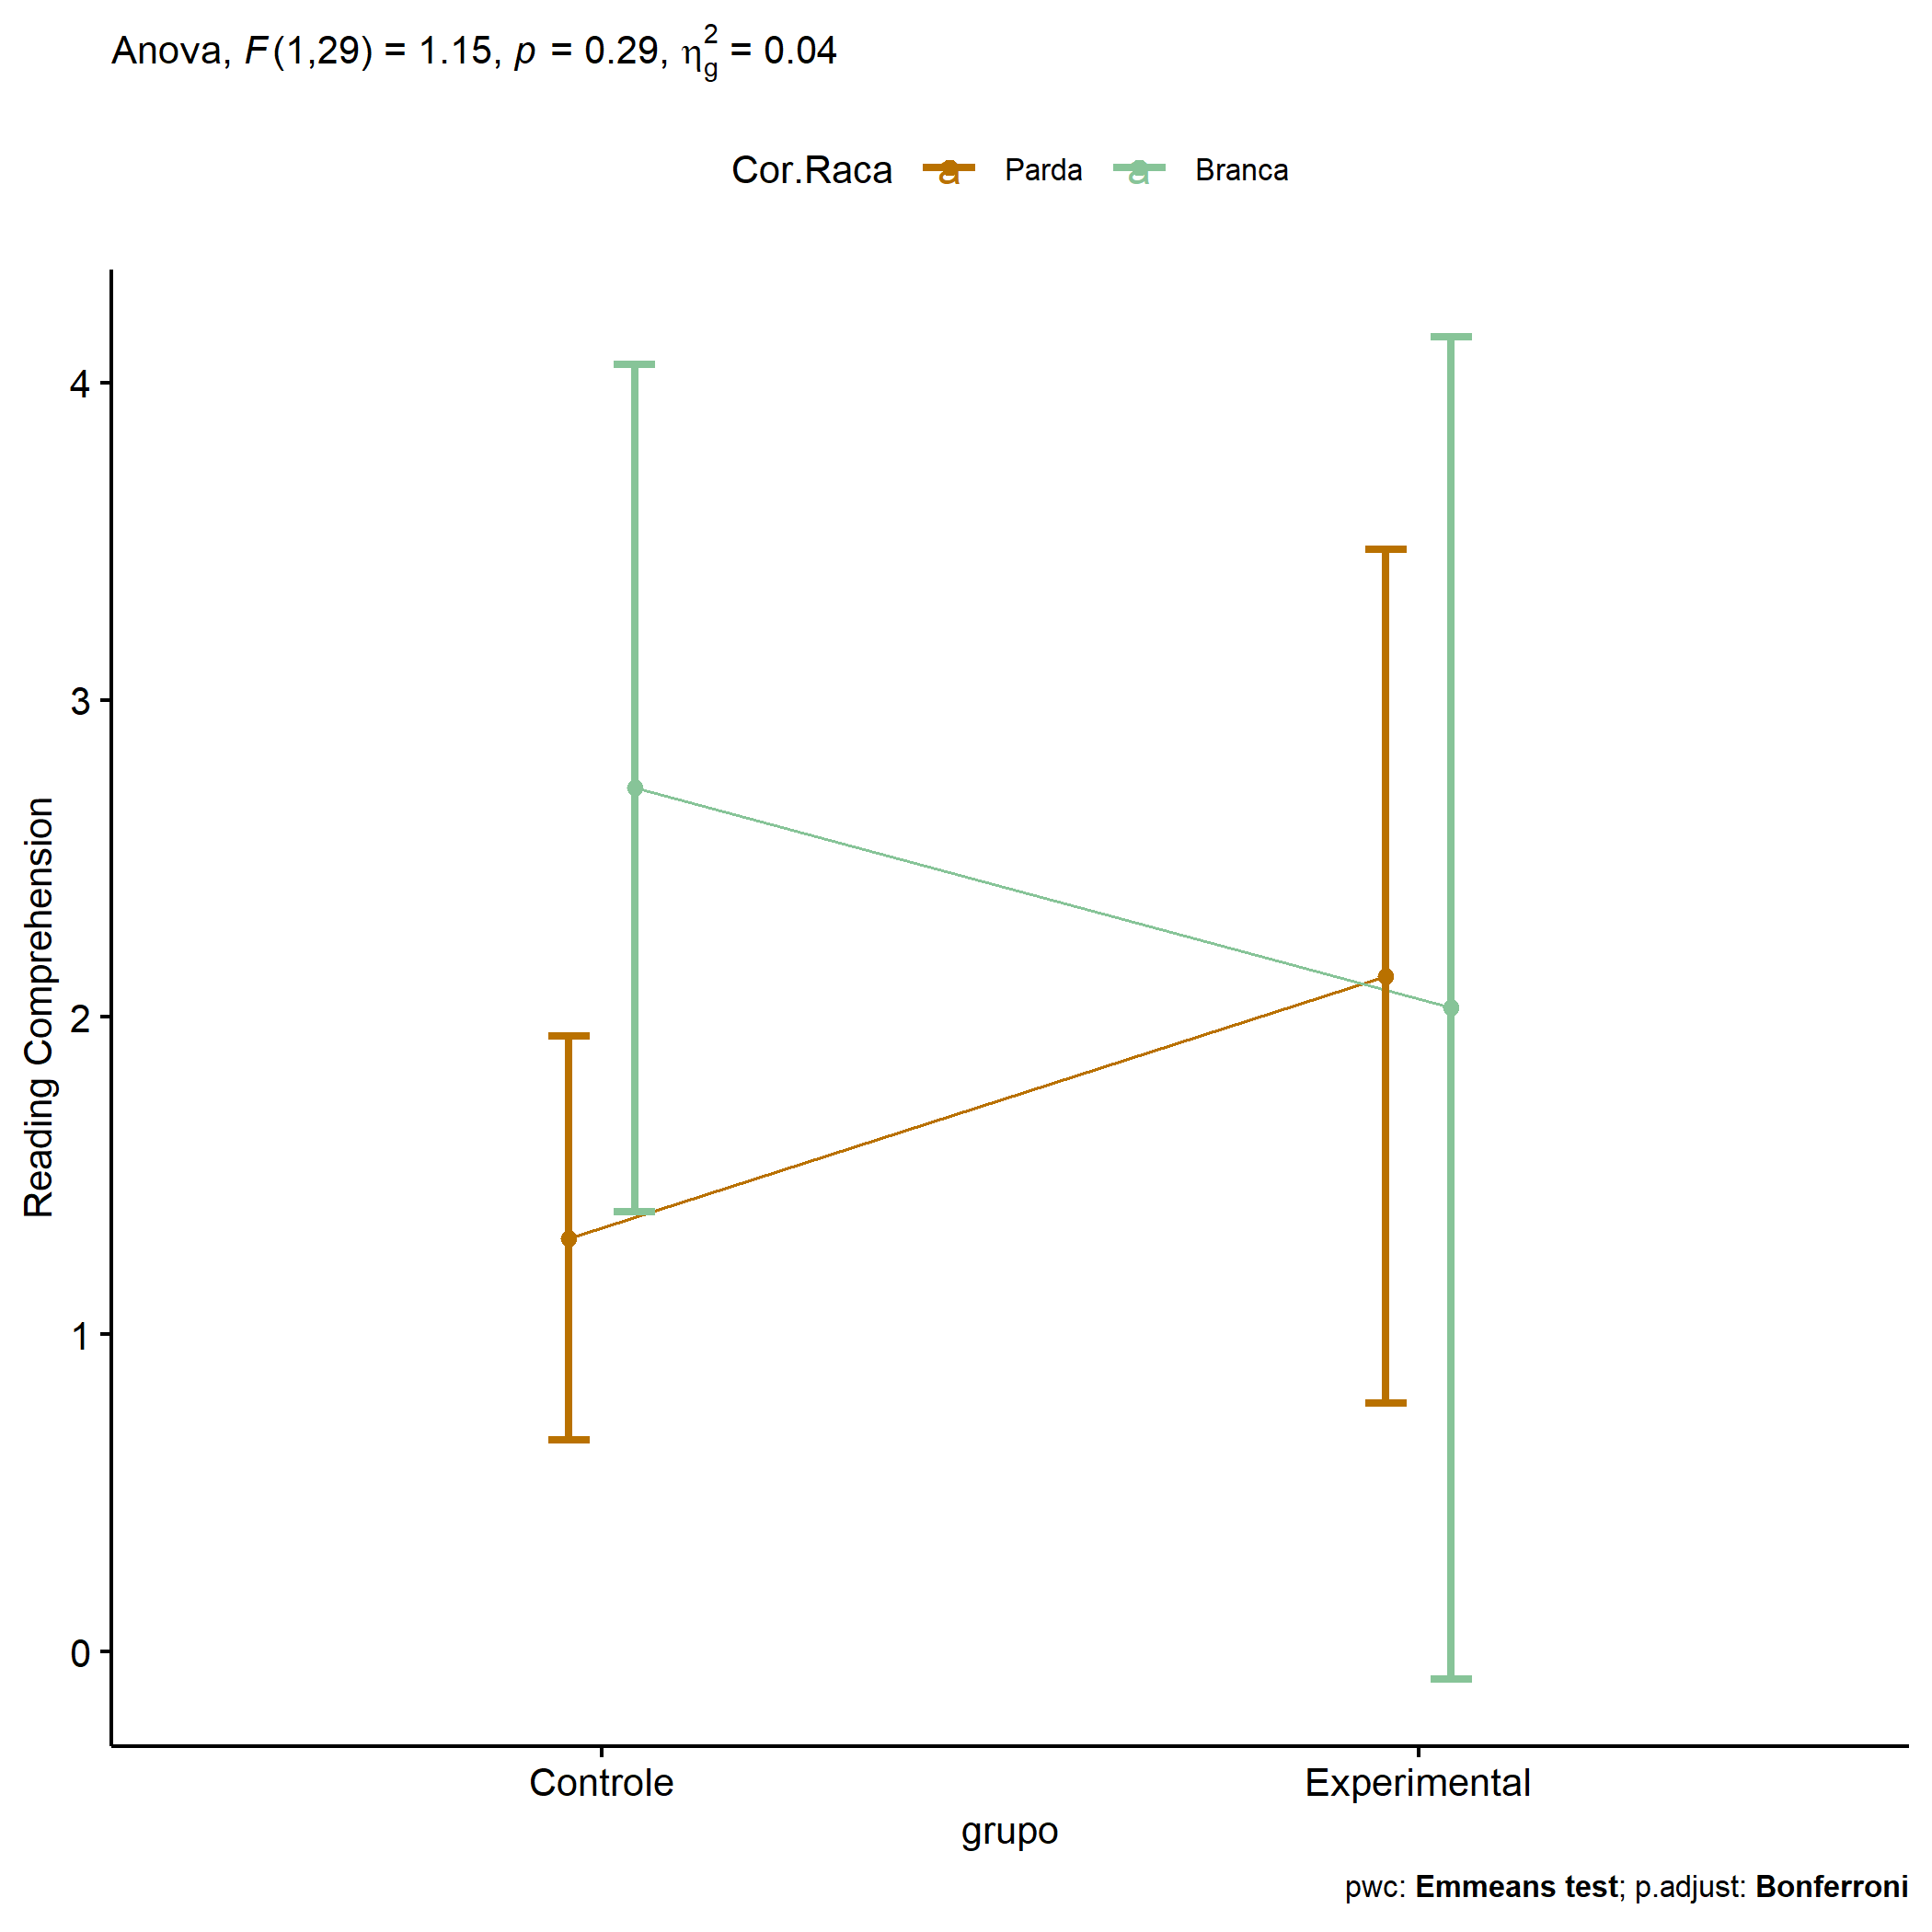 Anova, F(1,29) = 1.15, p = 0.29, η²g = 0.04
Cor.Raca a Parda a Branca
4
3
2
1
0
Reading Comprehension
Controle Experimental
grupo
pwc: Emmeans test; p.adjust: Bonferroni